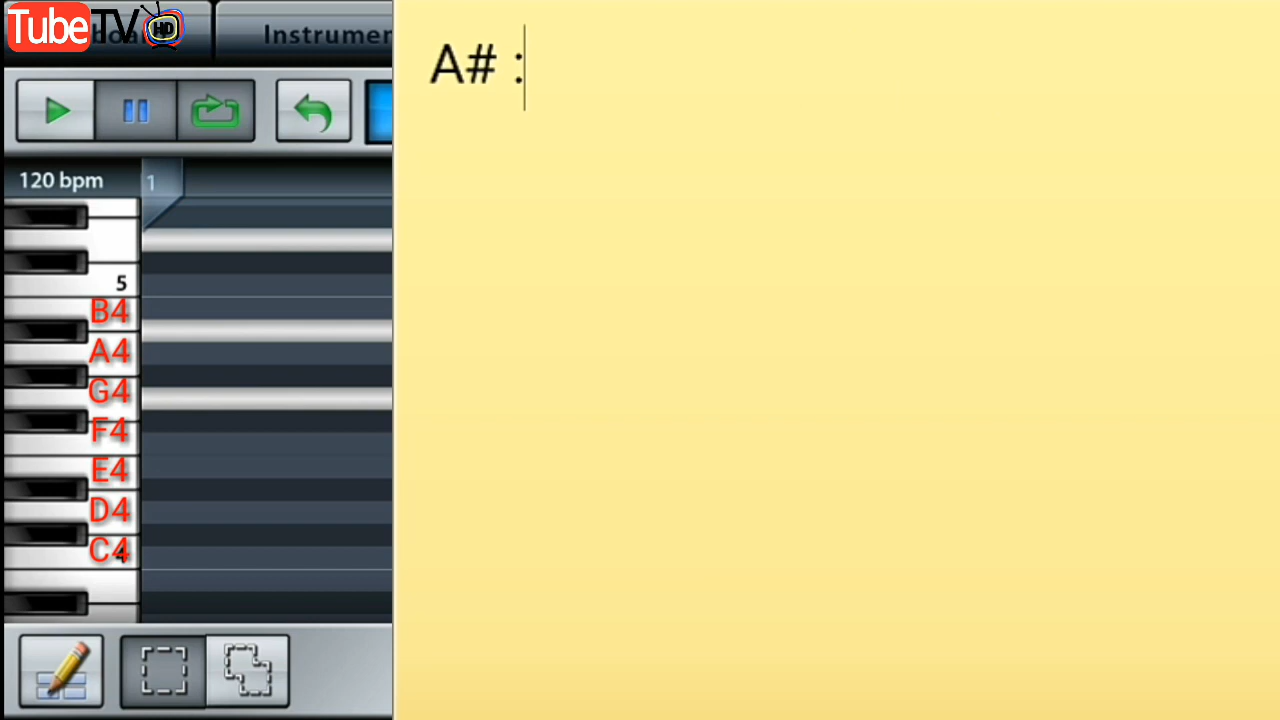 TubeTV HD
Instrumen
A# :
120 bpm
1
5
B4
A4
G4
F4
E4
D4
C4